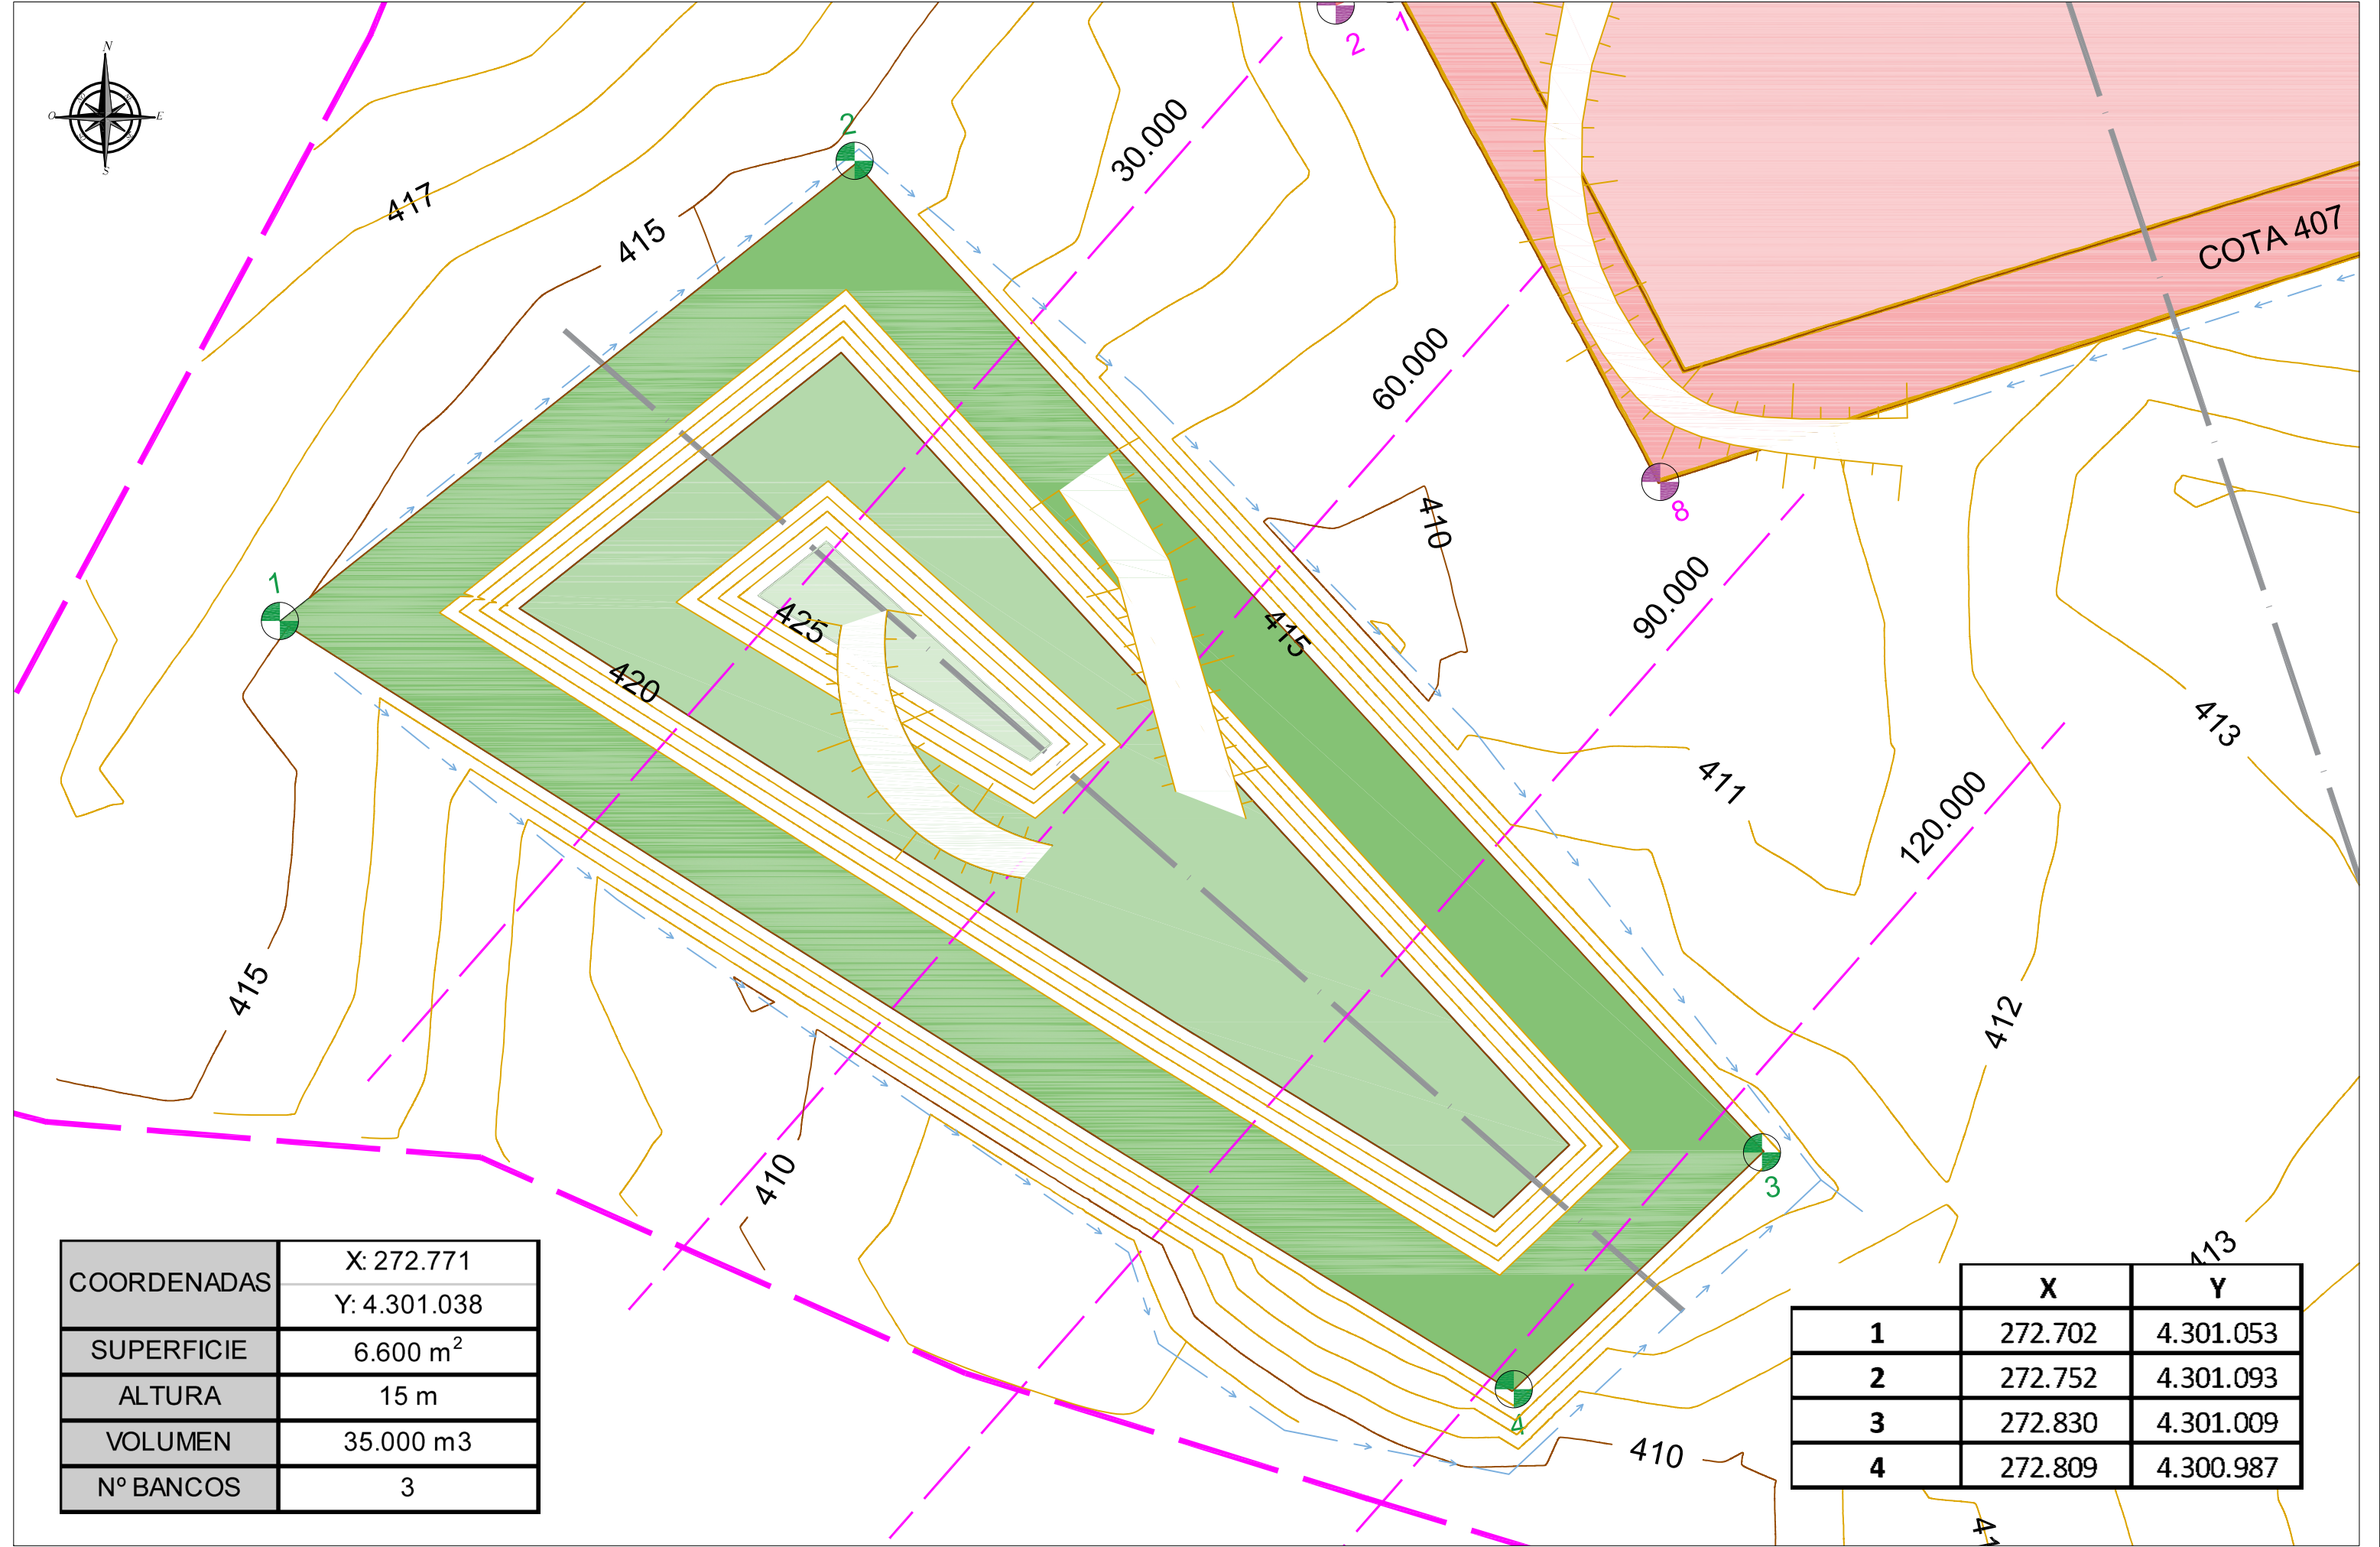 N
O
E
S
2
1
2
30.000
417
415
COTA 407
60.000
410
8
90.000
1
425
415
420
413
411
120.000
415
412
410
3
413
4
410
41
COORDENADAS
X: 272.771
Y: 4.301.038
SUPERFICIE 6.600 m²
ALTURA 15 m
VOLUMEN 35.000 m3
Nº BANCOS 3
X Y
1 272.702 4.301.053
2 272.752 4.301.093
3 272.830 4.301.009
4 272.809 4.300.987